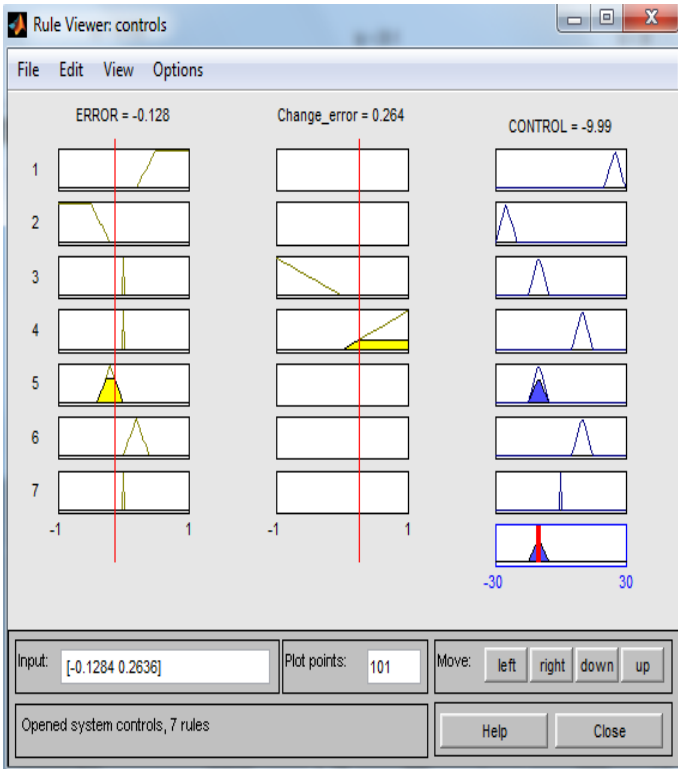 Rule Viewer: controls
File Edit View Options
ERROR = -0.128
Change_error = 0.264
CONTROL = -9.99
1
2
3
4
5
6
7
-1 1
-1 1
-30 30
Input: [-0.1284 0.2636]
Plot points: 101
Move: left right down up
Opened system controls, 7 rules
Help Close